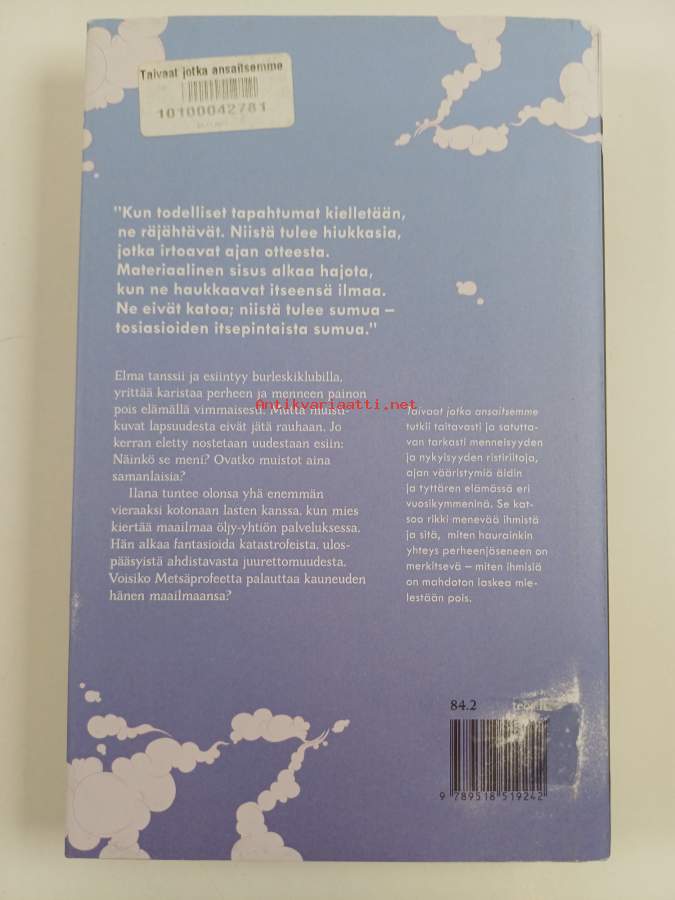 Taivaat jotka ansaitsemme
10100042781
"Kun todelliset tapahtumat kielletään,
ne räjähtävät. Niistä tulee hiukkasia,
jotka irtoavat ajan otteesta.
Materiaalinen sisus alkaa hajota,
kun ne haukkaavat itseensä ilmaa.
Ne eivät katoa; niistä tulee sumua –
tosiasioiden itsepintaista sumua."
Elma tanssii ja esiintyy burleskiklubilla,
yrittää karistaa perheen ja menneen painon
pois elämällä vimmaisesti. Mutta muisti-
kuvat lapsuudesta eivät jätä rauhaan. Jo
kerran eletty nostetaan uudestaan esiin:
Näinkö se meni? Ovatko muistot aina
samanlaisia?
Ilana tuntee olonsa yhä enemmän
vieraaksi kotonaan lasten kanssa, kun mies
kiertää maailmaa öljy-yhtiön palveluksessa.
Hän alkaa fantasioida katastrofeista, ulos-
pääsyistä ahdistavasta juurettomuudesta.
Voisiko Metsäprofeetta palauttaa kauneuden
hänen maailmaansa?
Antikvariaatti.net
Taivaat jotka ansaitsemme
tutkii taitavasti ja satutta-
van tarkasti menneisyyden
ja nykyisyyden ristiriitoja,
ajan vääristymiä äidin
ja tyttären elämässä eri
vuosikymmeninä. Se kat-
soo rikki menevää ihmistä
ja sitä, miten haurainkin
yhteys perheenjäseneen on
merkitsevä – miten ihmisiä
on mahdoton laskea mie-
lestään pois.
84.2
9 789518 519242